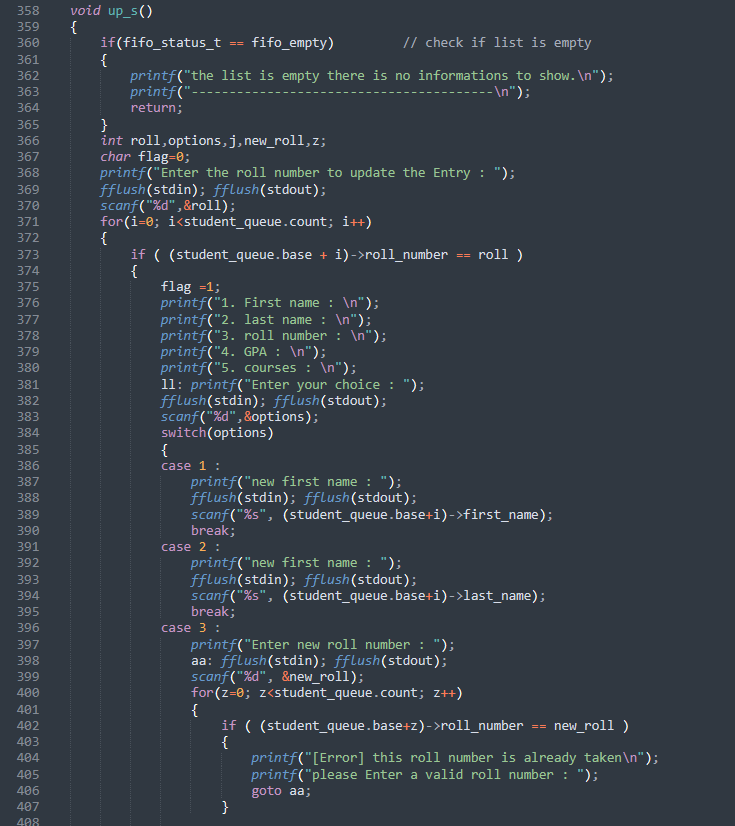 358 void up_s()
359 {
360 if(fifo_status_t == fifo_empty) // check if list is empty
361 {
362 printf("the list is empty there is no informations to show.\n");
363 printf("----------------------------------------\n");
364 return;
365 }
366 int roll,options,j,new_roll,z;
367 char flag=0;
368 printf("Enter the roll number to update the Entry : ");
369 fflush(stdin); fflush(stdout);
370 scanf("%d",&roll);
371 for(i=0; i<student_queue.count; i++)
372 {
373 if ( (student_queue.base + i)->roll_number == roll )
374 {
375 flag =1;
376 printf("1. First name : \n");
377 printf("2. last name : \n");
378 printf("3. roll number : \n");
379 printf("4. GPA : \n");
380 printf("5. courses : \n");
381 ll: printf("Enter your choice : ");
382 fflush(stdin); fflush(stdout);
383 scanf("%d",&options);
384 switch(options)
385 {
386 case 1 :
387 printf("new first name : ");
388 fflush(stdin); fflush(stdout);
389 scanf("%s", (student_queue.base+i)->first_name);
390 break;
391 case 2 :
392 printf("new first name : ");
393 fflush(stdin); fflush(stdout);
394 scanf("%s", (student_queue.base+i)->last_name);
395 break;
396 case 3 :
397 printf("Enter new roll number : ");
398 aa: fflush(stdin); fflush(stdout);
399 scanf("%d", &new_roll);
400 for(z=0; z<student_queue.count; z++)
401 {
402 if ( (student_queue.base+z)->roll_number == new_roll )
403 {
404 printf("[Error] this roll number is already taken\n");
405 printf("please Enter a valid roll number : ");
406 goto aa;
407 }
408